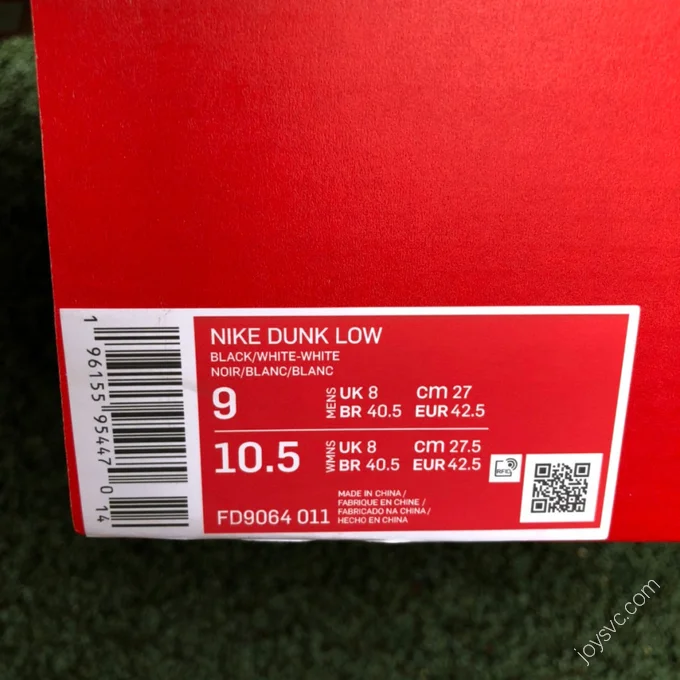 1 96155 95447 0 14
NIKE DUNK LOW
BLACK/WHITE-WHITE
NOIR/BLANC/BLANC
9 MENS UK 8 cm 27
BR 40.5 EUR 42.5
10.5 WMNS UK 8 cm 27.5
BR 40.5 EUR 42.5
RFID
FD9064 011
MADE IN CHINA /
FABRIQUE EN CHINE /
FABRICADO NA CHINA /
HECHO EN CHINA
joysvc.com